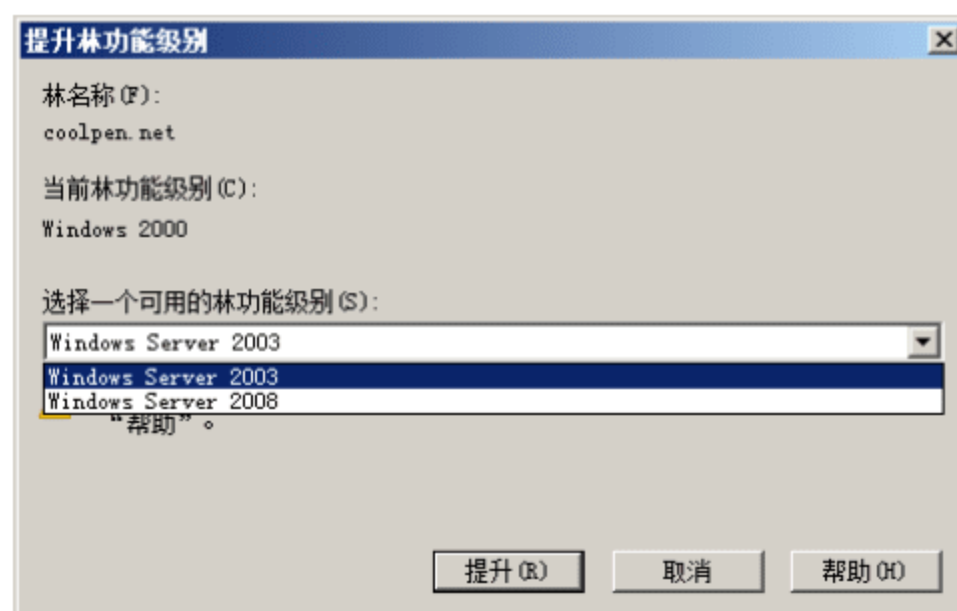 提升林功能级别
林名称(F):
coolpen.net
当前林功能级别(C):
Windows 2000
选择一个可用的林功能级别(S):
Windows Server 2003
Windows Server 2003
Windows Server 2008
“帮助”。
提升(R) 取消 帮助(H)